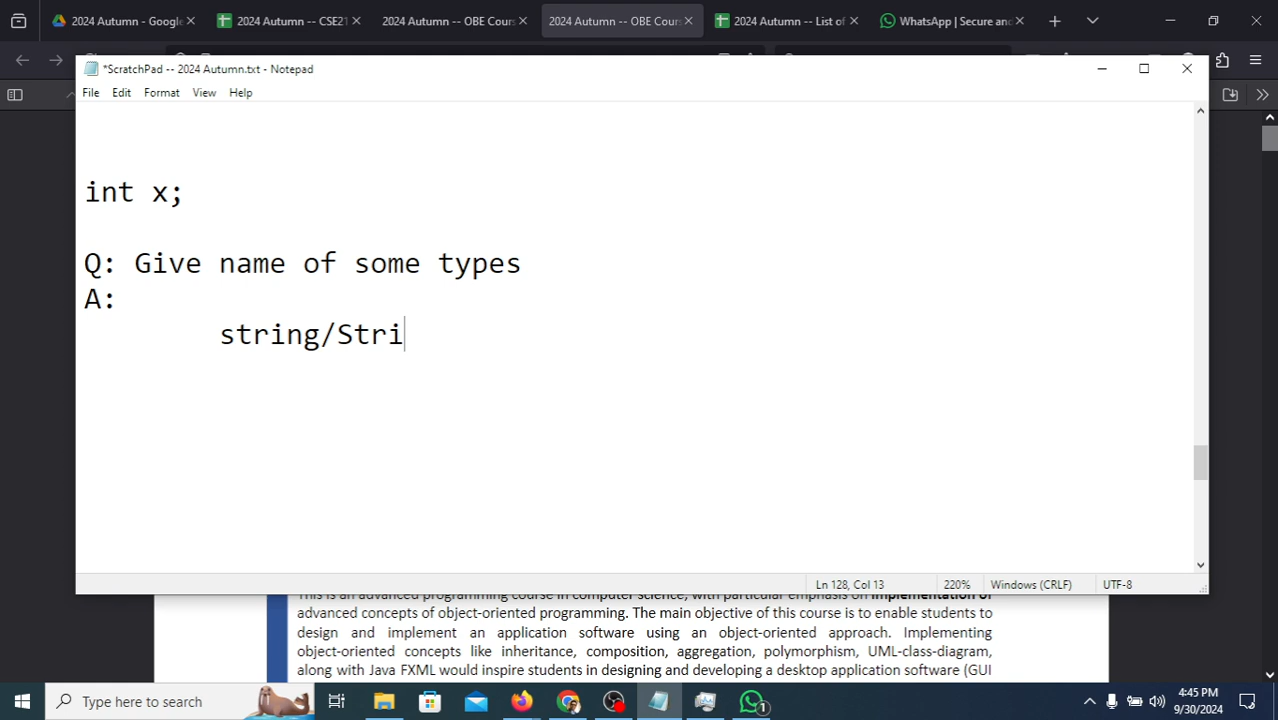 2024 Autumn - Google
2024 Autumn -- CSE21
2024 Autumn -- OBE Cours
2024 Autumn -- OBE Cours
2024 Autumn -- List of
WhatsApp | Secure and
*ScratchPad -- 2024 Autumn.txt - Notepad
File Edit Format View Help
int x;
Q: Give name of some types
A:
string/Stri
Ln 128, Col 13 220% Windows (CRLF) UTF-8
This is an advanced programming course in computer science, with particular emphasis on implementation of
advanced concepts of object-oriented programming. The main objective of this course is to enable students to
design and implement an application software using an object-oriented approach. Implementing
object-oriented concepts like inheritance, composition, aggregation, polymorphism, UML-class-diagram,
along with Java FXML would inspire students in designing and developing a desktop application software (GUI
Type here to search
1
4:45 PM
9/30/2024